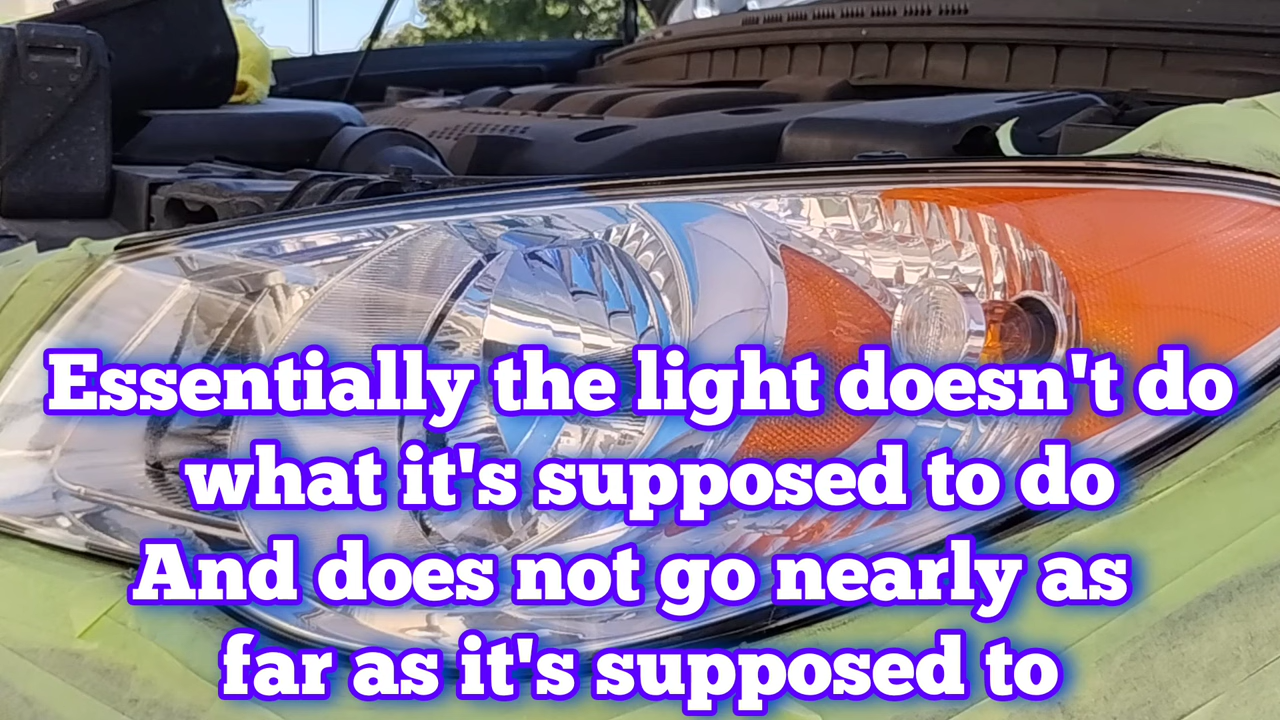 Essentially the light doesn't do
what it's supposed to do
And does not go nearly as
far as it's supposed to